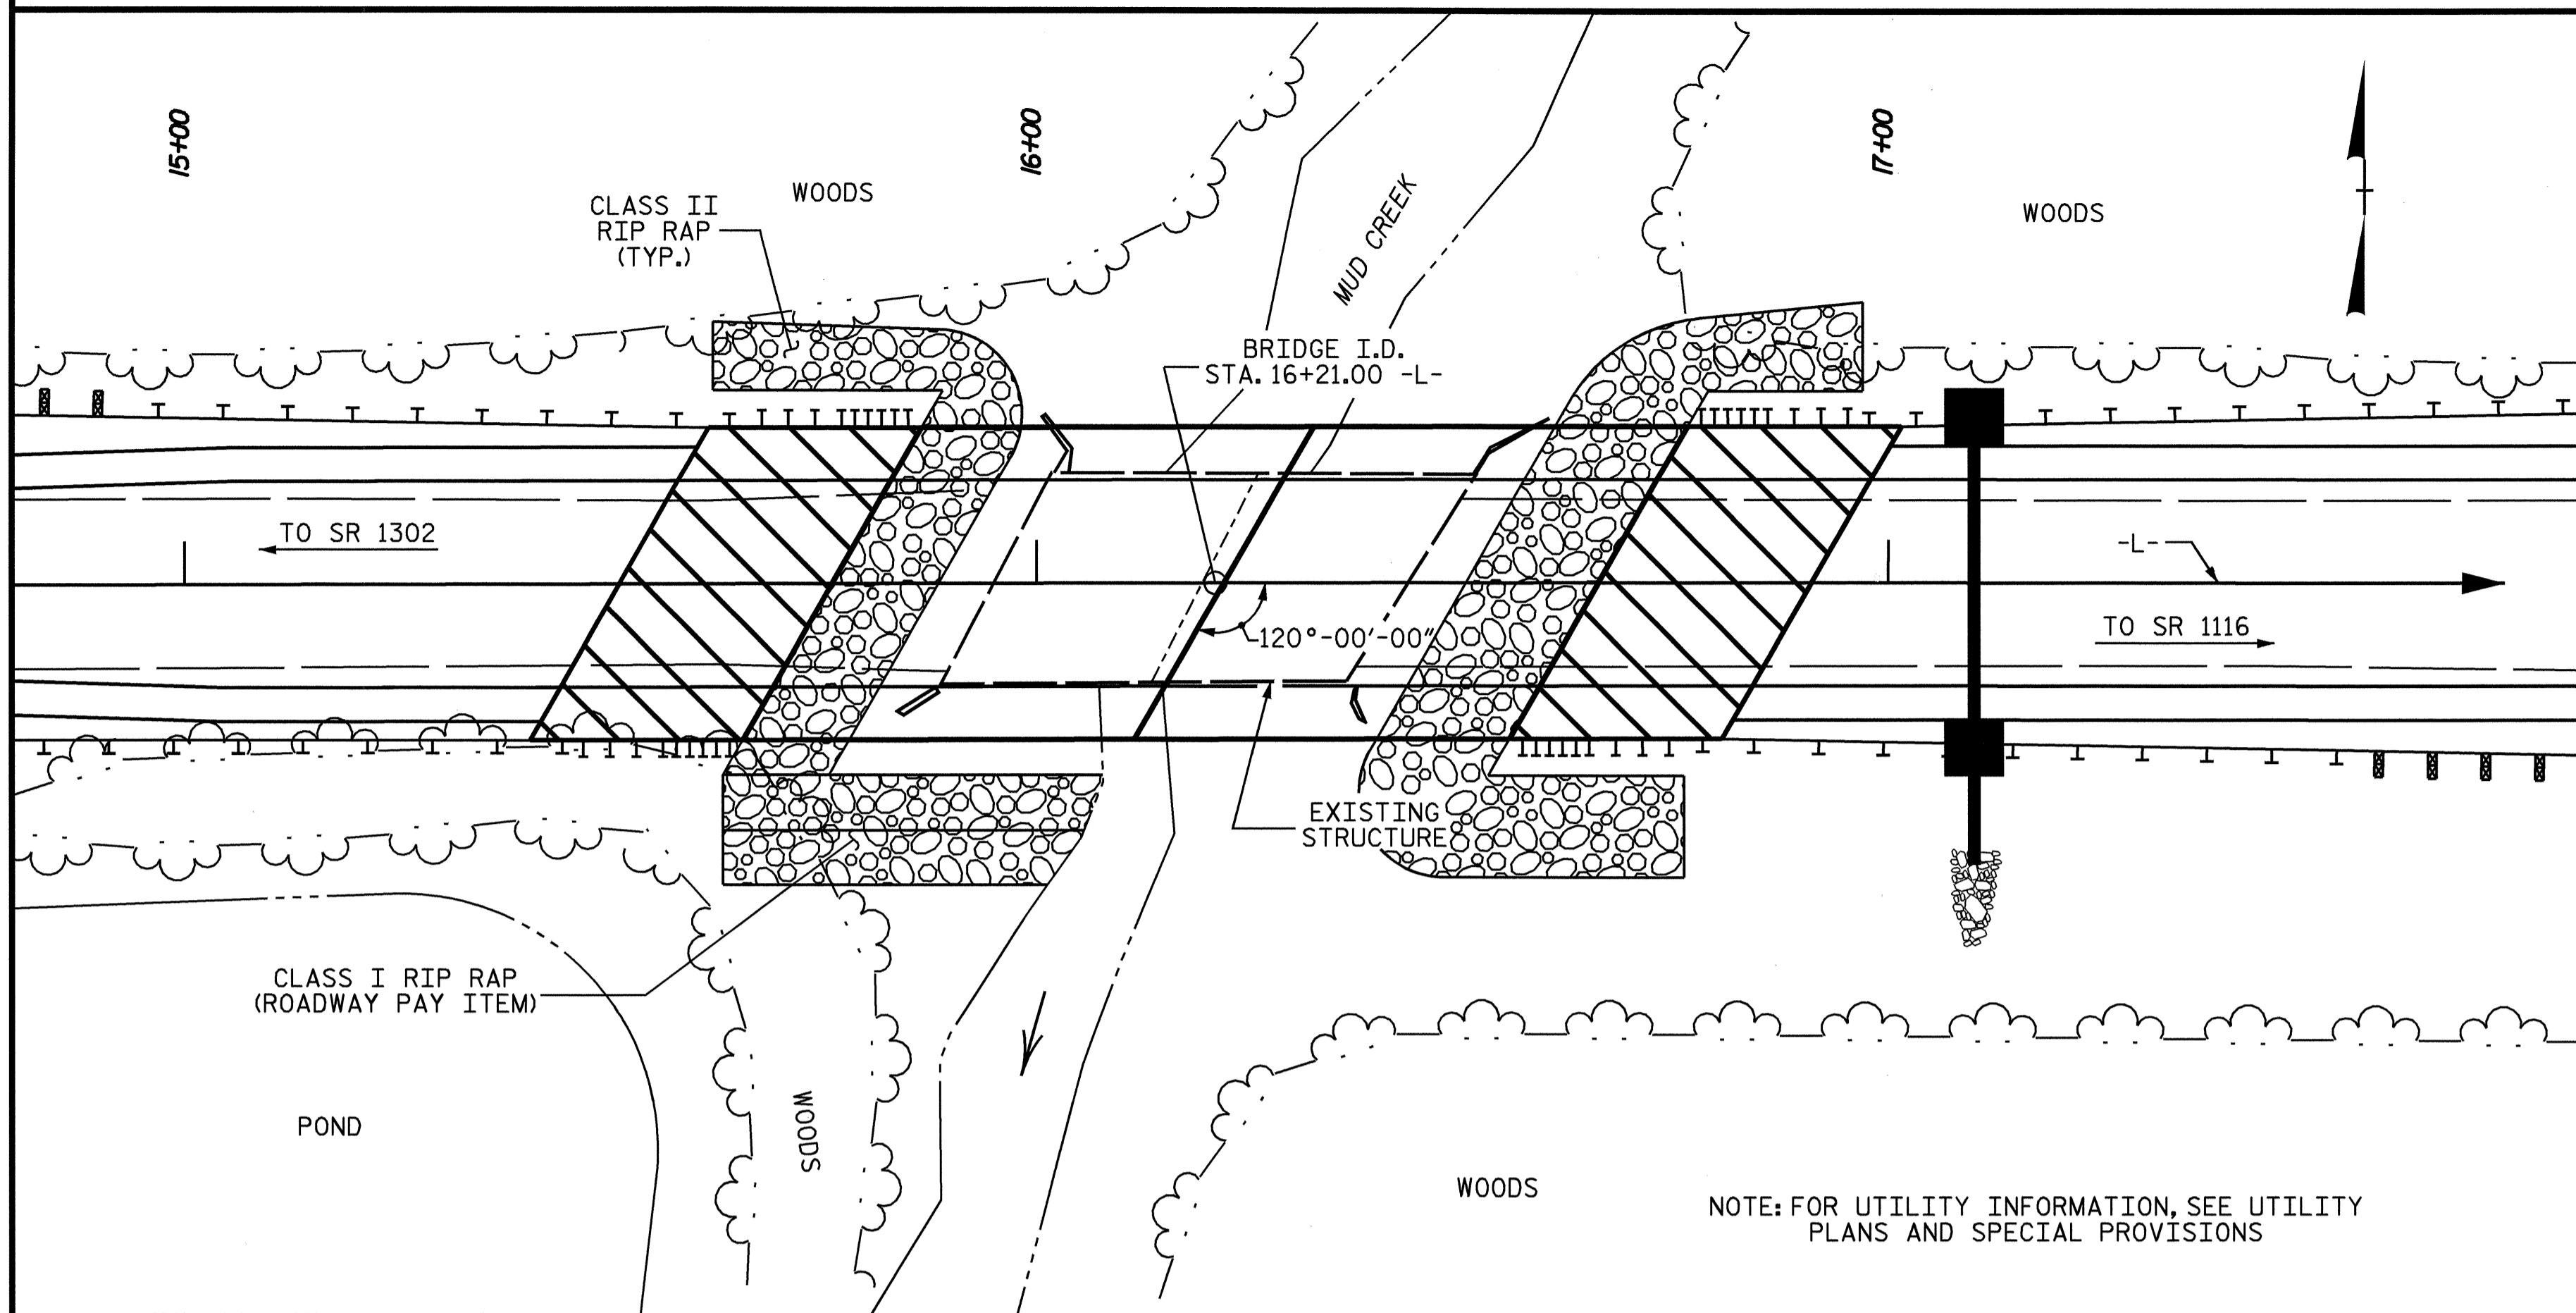 15+00
16+00
17+00
WOODS
CLASS II
RIP RAP
(TYP.)
WOODS
MUD CREEK
BRIDGE I.D.
STA. 16+21.00 -L-
TO SR 1302
-L-
120°-00'-00"
TO SR 1116
EXISTING
STRUCTURE
CLASS I RIP RAP
(ROADWAY PAY ITEM)
POND
WOODS
WOODS
NOTE: FOR UTILITY INFORMATION, SEE UTILITY
PLANS AND SPECIAL PROVISIONS